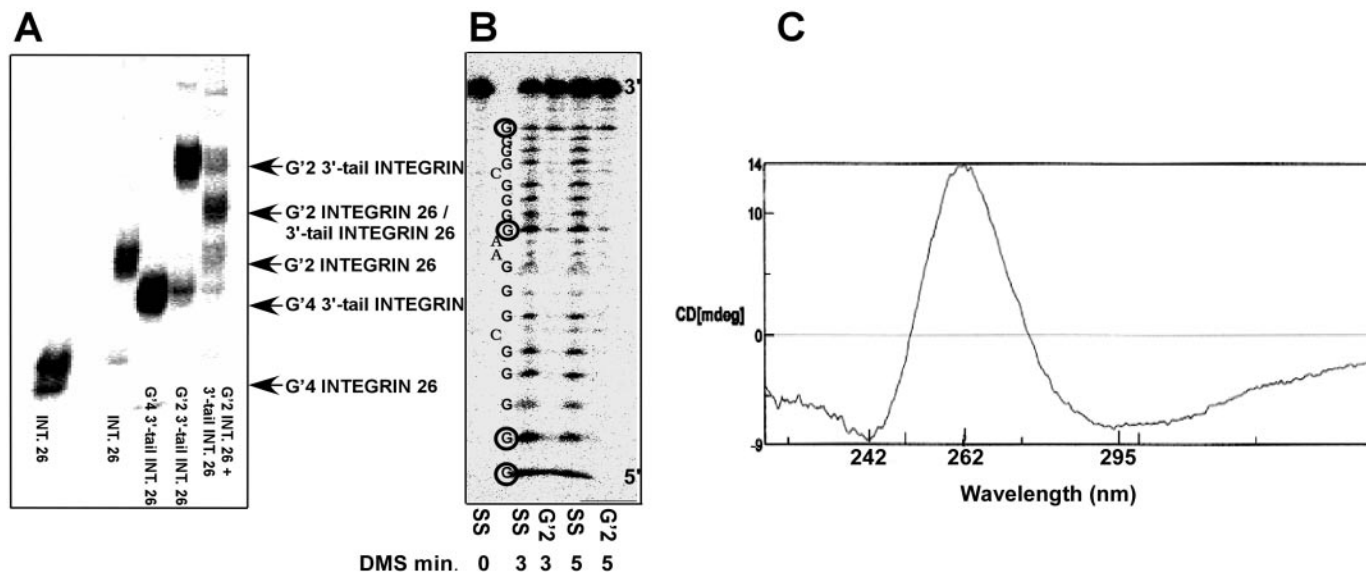 A
G'2 3'-tail INTEGRIN
G'2 INTEGRIN 26 /
3'-tail INTEGRIN 26
G'2 INTEGRIN 26
G'4 3'-tail INTEGRIN
G'4 INTEGRIN 26
INT. 26
INT. 26
G'4 3'-tail INT. 26
G'2 3'-tail INT. 26
G'2 INT. 26 +
3'-tail INT. 26
B
3'
G
G
G
G
C
G
G
G
G
A
A
G
G
G
C
G
G
G
G
G
5'
SS SS G'2 SS G'2
DMS min. 0 3 3 5 5
C
14
10
CD[mdeg]
0
-9
242 262 295
Wavelength (nm)